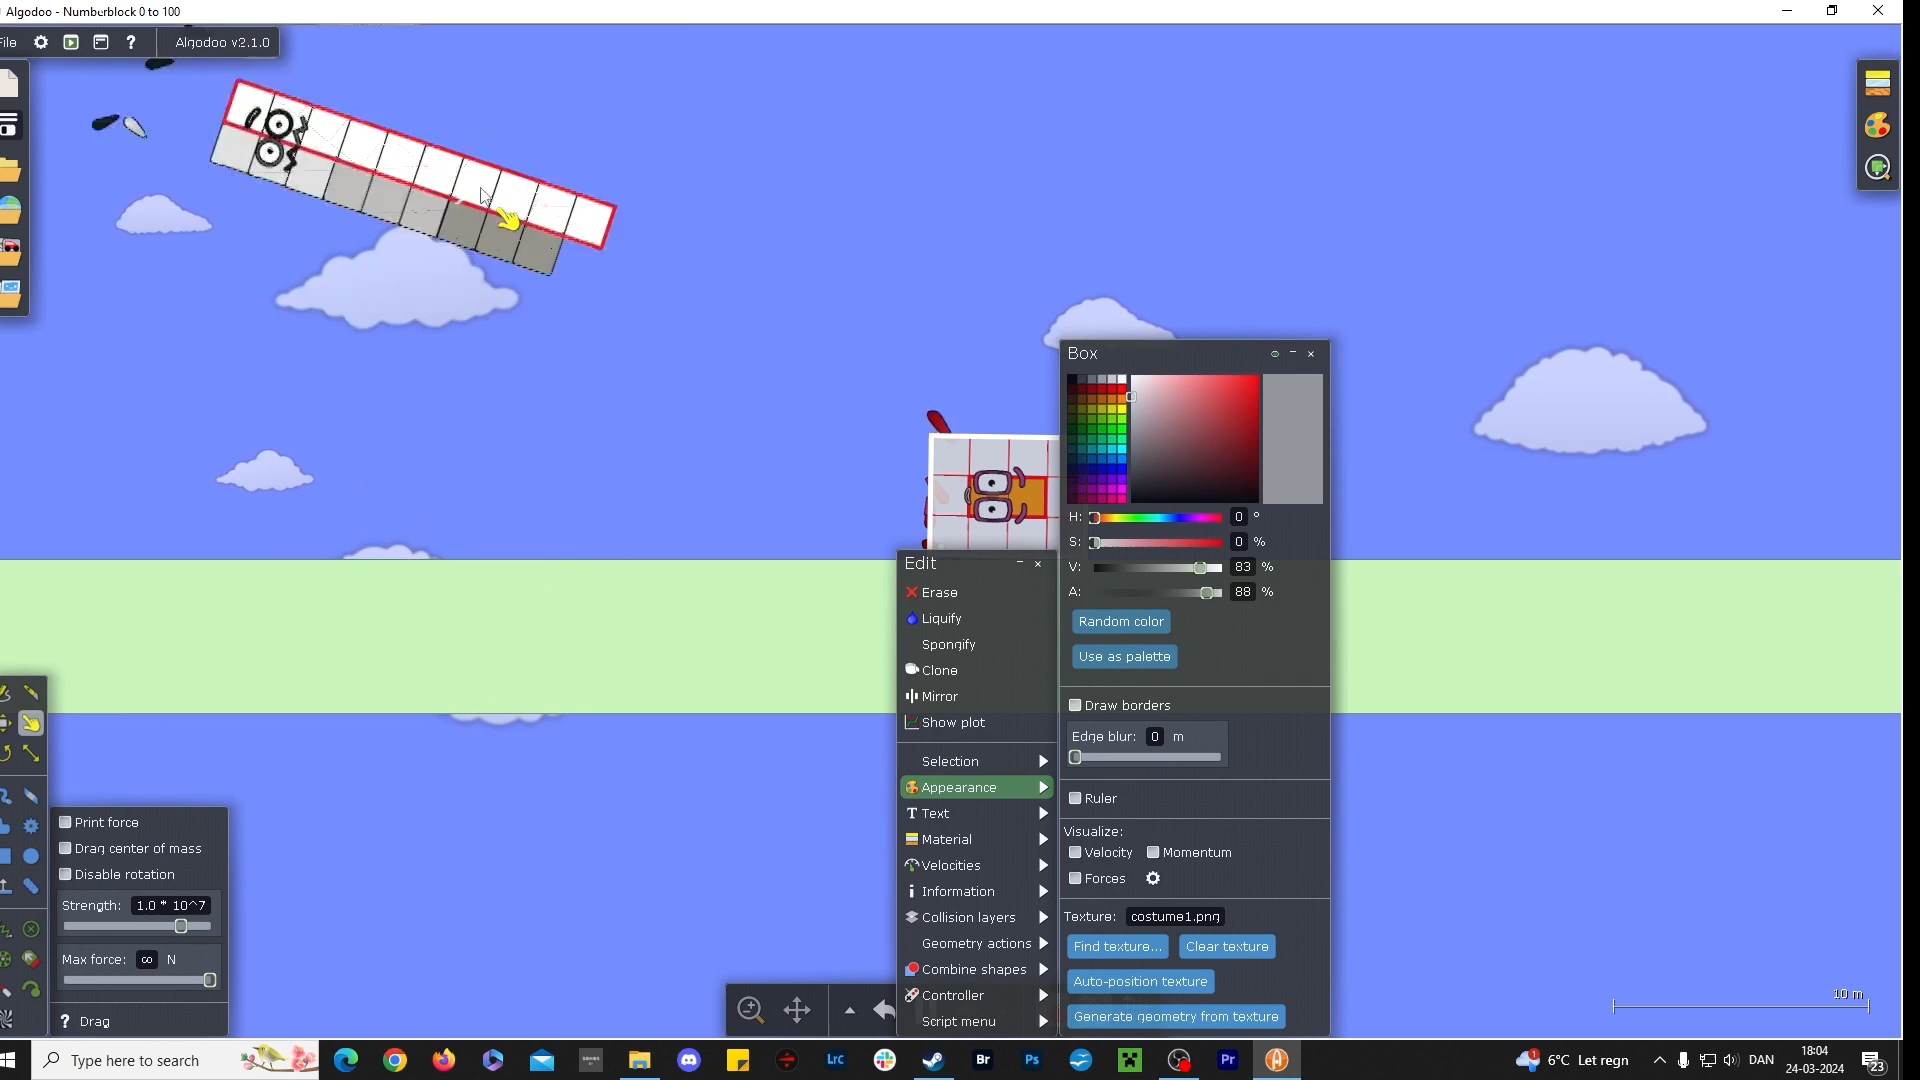 Algodoo - Numberblock 0 to 100
File
?
Algodoo v2.1.0
Box
H: 0 °
S: 0 %
V: 83 %
A: 88 %
Random color
Use as palette
Draw borders
Edge blur: 0 m
Ruler
Visualize:
Velocity Momentum
Forces
Texture: costume1.png
Find texture... Clear texture
Auto-position texture
Generate geometry from texture
Edit
Erase
Liquify
Spongify
Clone
Mirror
Show plot
Selection
Appearance
Text
Material
Velocities
Information
Collision layers
Geometry actions
Combine shapes
Controller
Script menu
Print force
Drag center of mass
Disable rotation
Strength: 1.0 * 10^7
Max force: ∞ N
? Drag
10 m
Type here to search
Lrc
Br
Ps
Pr
1
6°C Let regn
DAN
18:04
24-03-2024
23